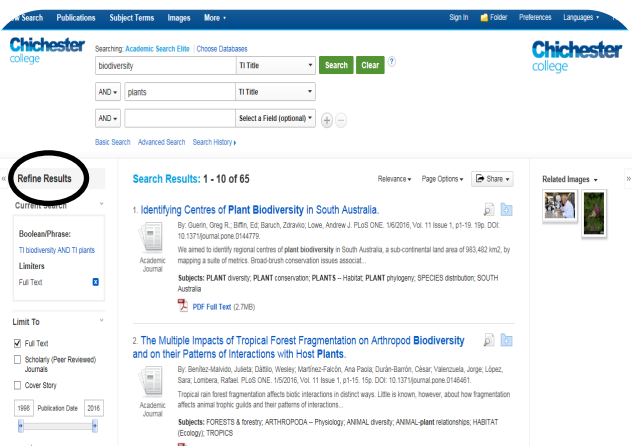 w Search Publications Subject Terms Images More Sign In Folder Preferences Languages
Chichester
college
Searching: Academic Search Elite Choose Databases
biodiversity TI Title Search Clear ?
Chichester
college
AND plants TI Title
AND Select a Field (optional)
Basic Search Advanced Search Search History
« Refine Results
Search Results: 1 - 10 of 65 Relevance Page Options Share
Related Images »
Current Search
Boolean/Phrase:
TI biodiversity AND TI plants
Limiters
Full Text x
Limit To
Full Text
Scholarly (Peer Reviewed)
Journals
Cover Story
1998 Publication Date 2016
1. Identifying Centres of Plant Biodiversity in South Australia.
By: Guerin, Greg R.; Biffin, Ed; Baruch, Zdravko; Lowe, Andrew J. PLoS ONE. 1/6/2016, Vol. 11 Issue 1, p1-19. 19p. DOI:
10.1371/journal.pone.0144779.
Academic
Journal
We aimed to identify regional centres of plant biodiversity in South Australia, a sub-continental land area of 983,482 km2, by
mapping a suite of metrics. Broad-brush conservation issues associat...
Subjects: PLANT diversity; PLANT conservation; PLANTS -- Habitat; PLANT phylogeny; SPECIES distribution; SOUTH
Australia
PDF Full Text (2.7MB)
2. The Multiple Impacts of Tropical Forest Fragmentation on Arthropod Biodiversity
and on their Patterns of Interactions with Host Plants.
By: Benítez-Malvido, Julieta; Dáttilo, Wesley; Martínez-Falcón, Ana Paola; Durán-Barrón, César; Valenzuela, Jorge; López,
Sara; Lombera, Rafael. PLoS ONE. 1/5/2016, Vol. 11 Issue 1, p1-15. 15p. DOI: 10.1371/journal.pone.0146461.
Academic
Journal
Tropical rain forest fragmentation affects biotic interactions in distinct ways. Little is known, however, about how fragmentation
affects animal trophic guilds and their patterns of interactions...
Subjects: FORESTS & forestry; ARTHROPODA -- Physiology; ANIMAL diversity; ANIMAL-plant relationships; HABITAT
(Ecology); TROPICS